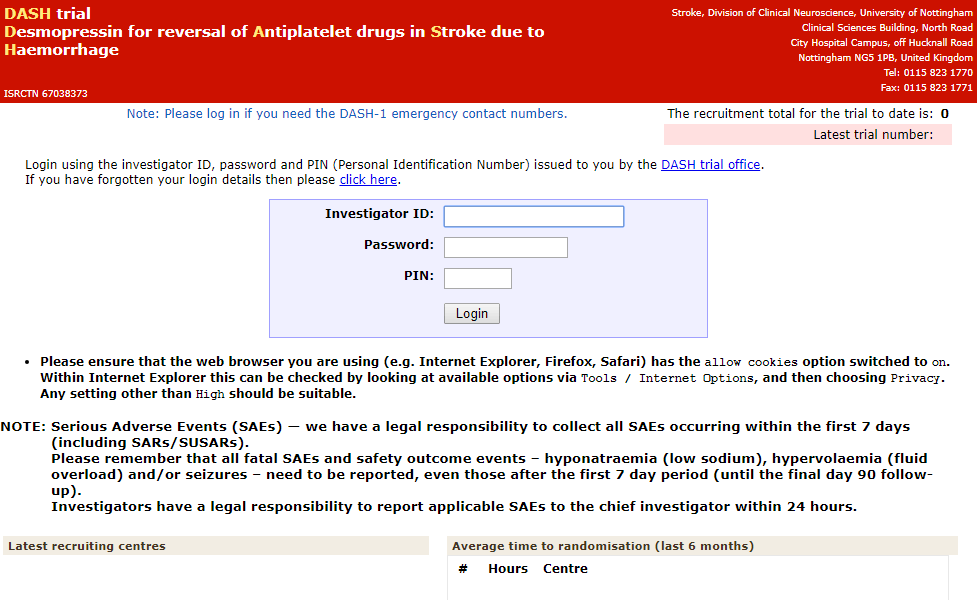 DASH trial
Desmopressin for reversal of Antiplatelet drugs in Stroke due to
Haemorrhage
ISRCTN 67038373
Stroke, Division of Clinical Neuroscience, University of Nottingham
Clinical Sciences Building, North Road
City Hospital Campus, off Hucknall Road
Nottingham NG5 1PB, United Kingdom
Tel: 0115 823 1770
Fax: 0115 823 1771
Note: Please log in if you need the DASH-1 emergency contact numbers.
The recruitment total for the trial to date is: 0
Latest trial number:
Login using the investigator ID, password and PIN (Personal Identification Number) issued to you by the DASH trial office.
If you have forgotten your login details then please click here.
Investigator ID:
Password:
PIN:
Login
• Please ensure that the web browser you are using (e.g. Internet Explorer, Firefox, Safari) has the allow cookies option switched to on.
Within Internet Explorer this can be checked by looking at available options via Tools / Internet Options, and then choosing Privacy.
Any setting other than High should be suitable.
NOTE: Serious Adverse Events (SAEs) — we have a legal responsibility to collect all SAEs occurring within the first 7 days
(including SARs/SUSARs).
Please remember that all fatal SAEs and safety outcome events – hyponatraemia (low sodium), hypervolaemia (fluid
overload) and/or seizures – need to be reported, even those after the first 7 day period (until the final day 90 follow-
up).
Investigators have a legal responsibility to report applicable SAEs to the chief investigator within 24 hours.
Latest recruiting centres
Average time to randomisation (last 6 months)
# Hours Centre